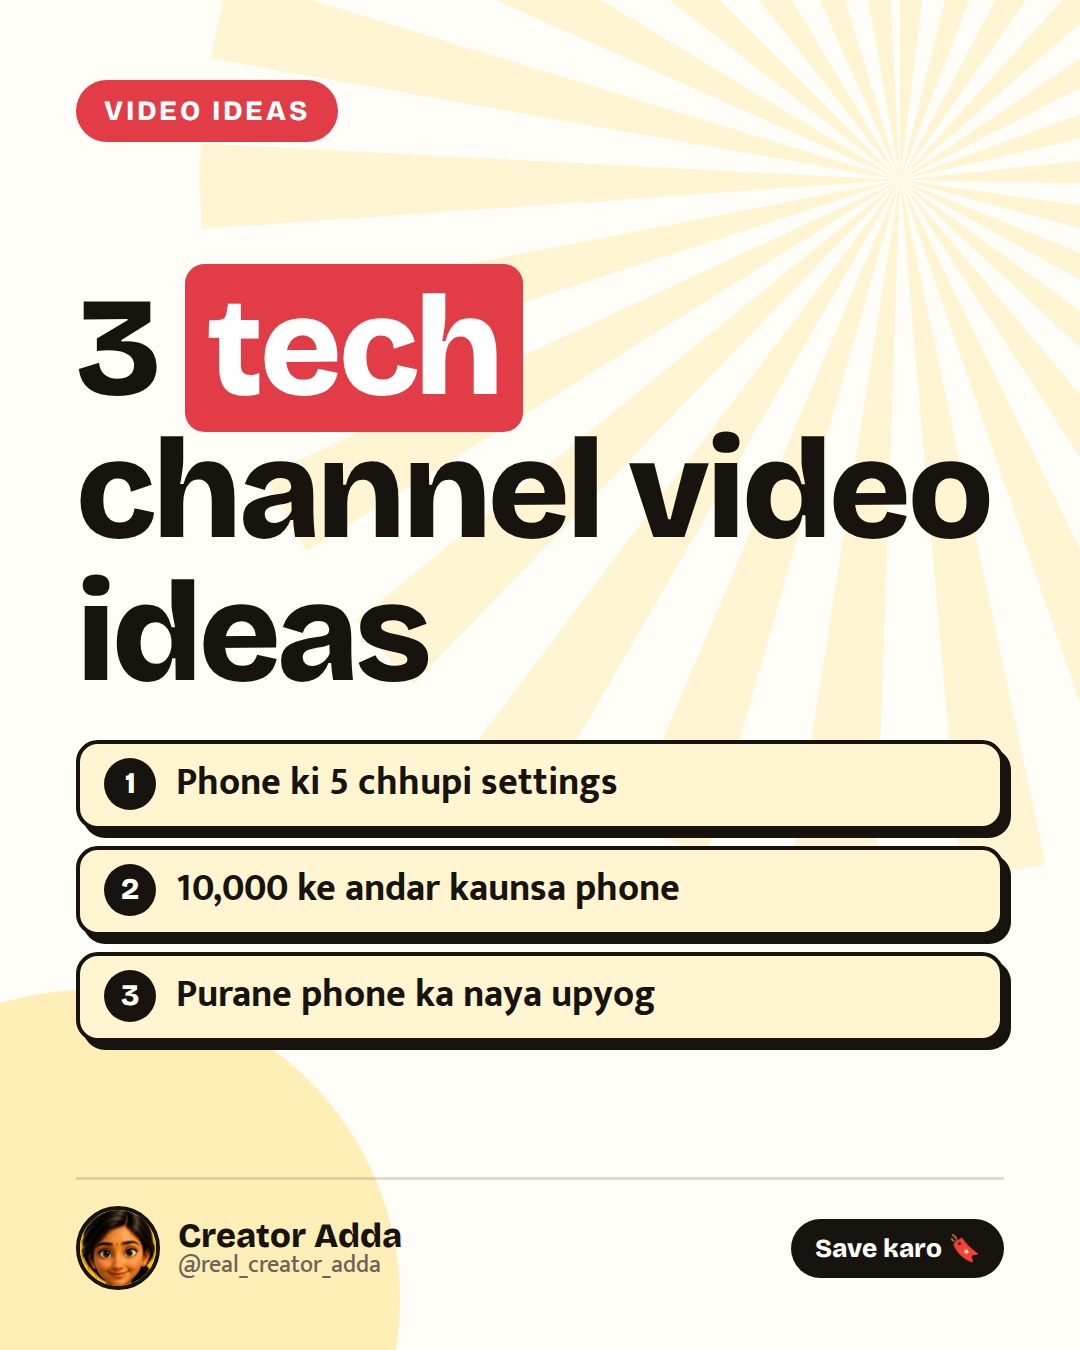 VIDEO IDEAS
3 tech
channel video
ideas
1 Phone ki 5 chhupi settings
2 10,000 ke andar kaunsa phone
3 Purane phone ka naya upyog
Creator Adda
@real_creator_adda
Save karo 🔖